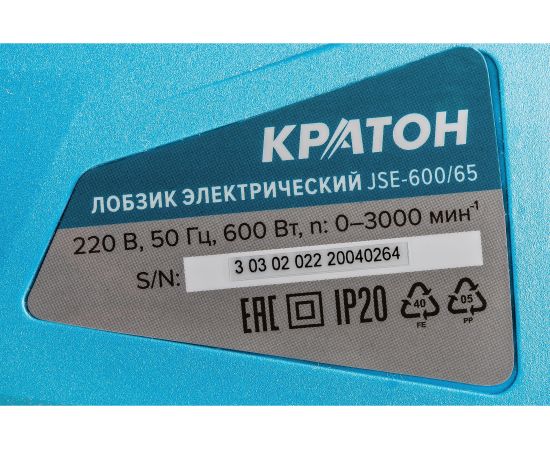 КРАТОН
ЛОБЗИК ЭЛЕКТРИЧЕСКИЙ JSE-600/65
220 В, 50 Гц, 600 Вт, n: 0–3000 мин⁻¹
S/N: 3 03 02 022 20040264
EAC IP20 40 FE 05 PP